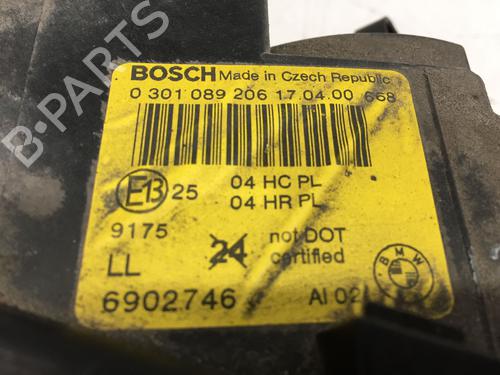 BOSCH Made in Czech Republic
0 301 089 206 17.04.00 668
E13 25 04 HC PL
04 HR PL
9175 24 not DOT
LL certified
6902746 AI 02
BMW
B-PARTS